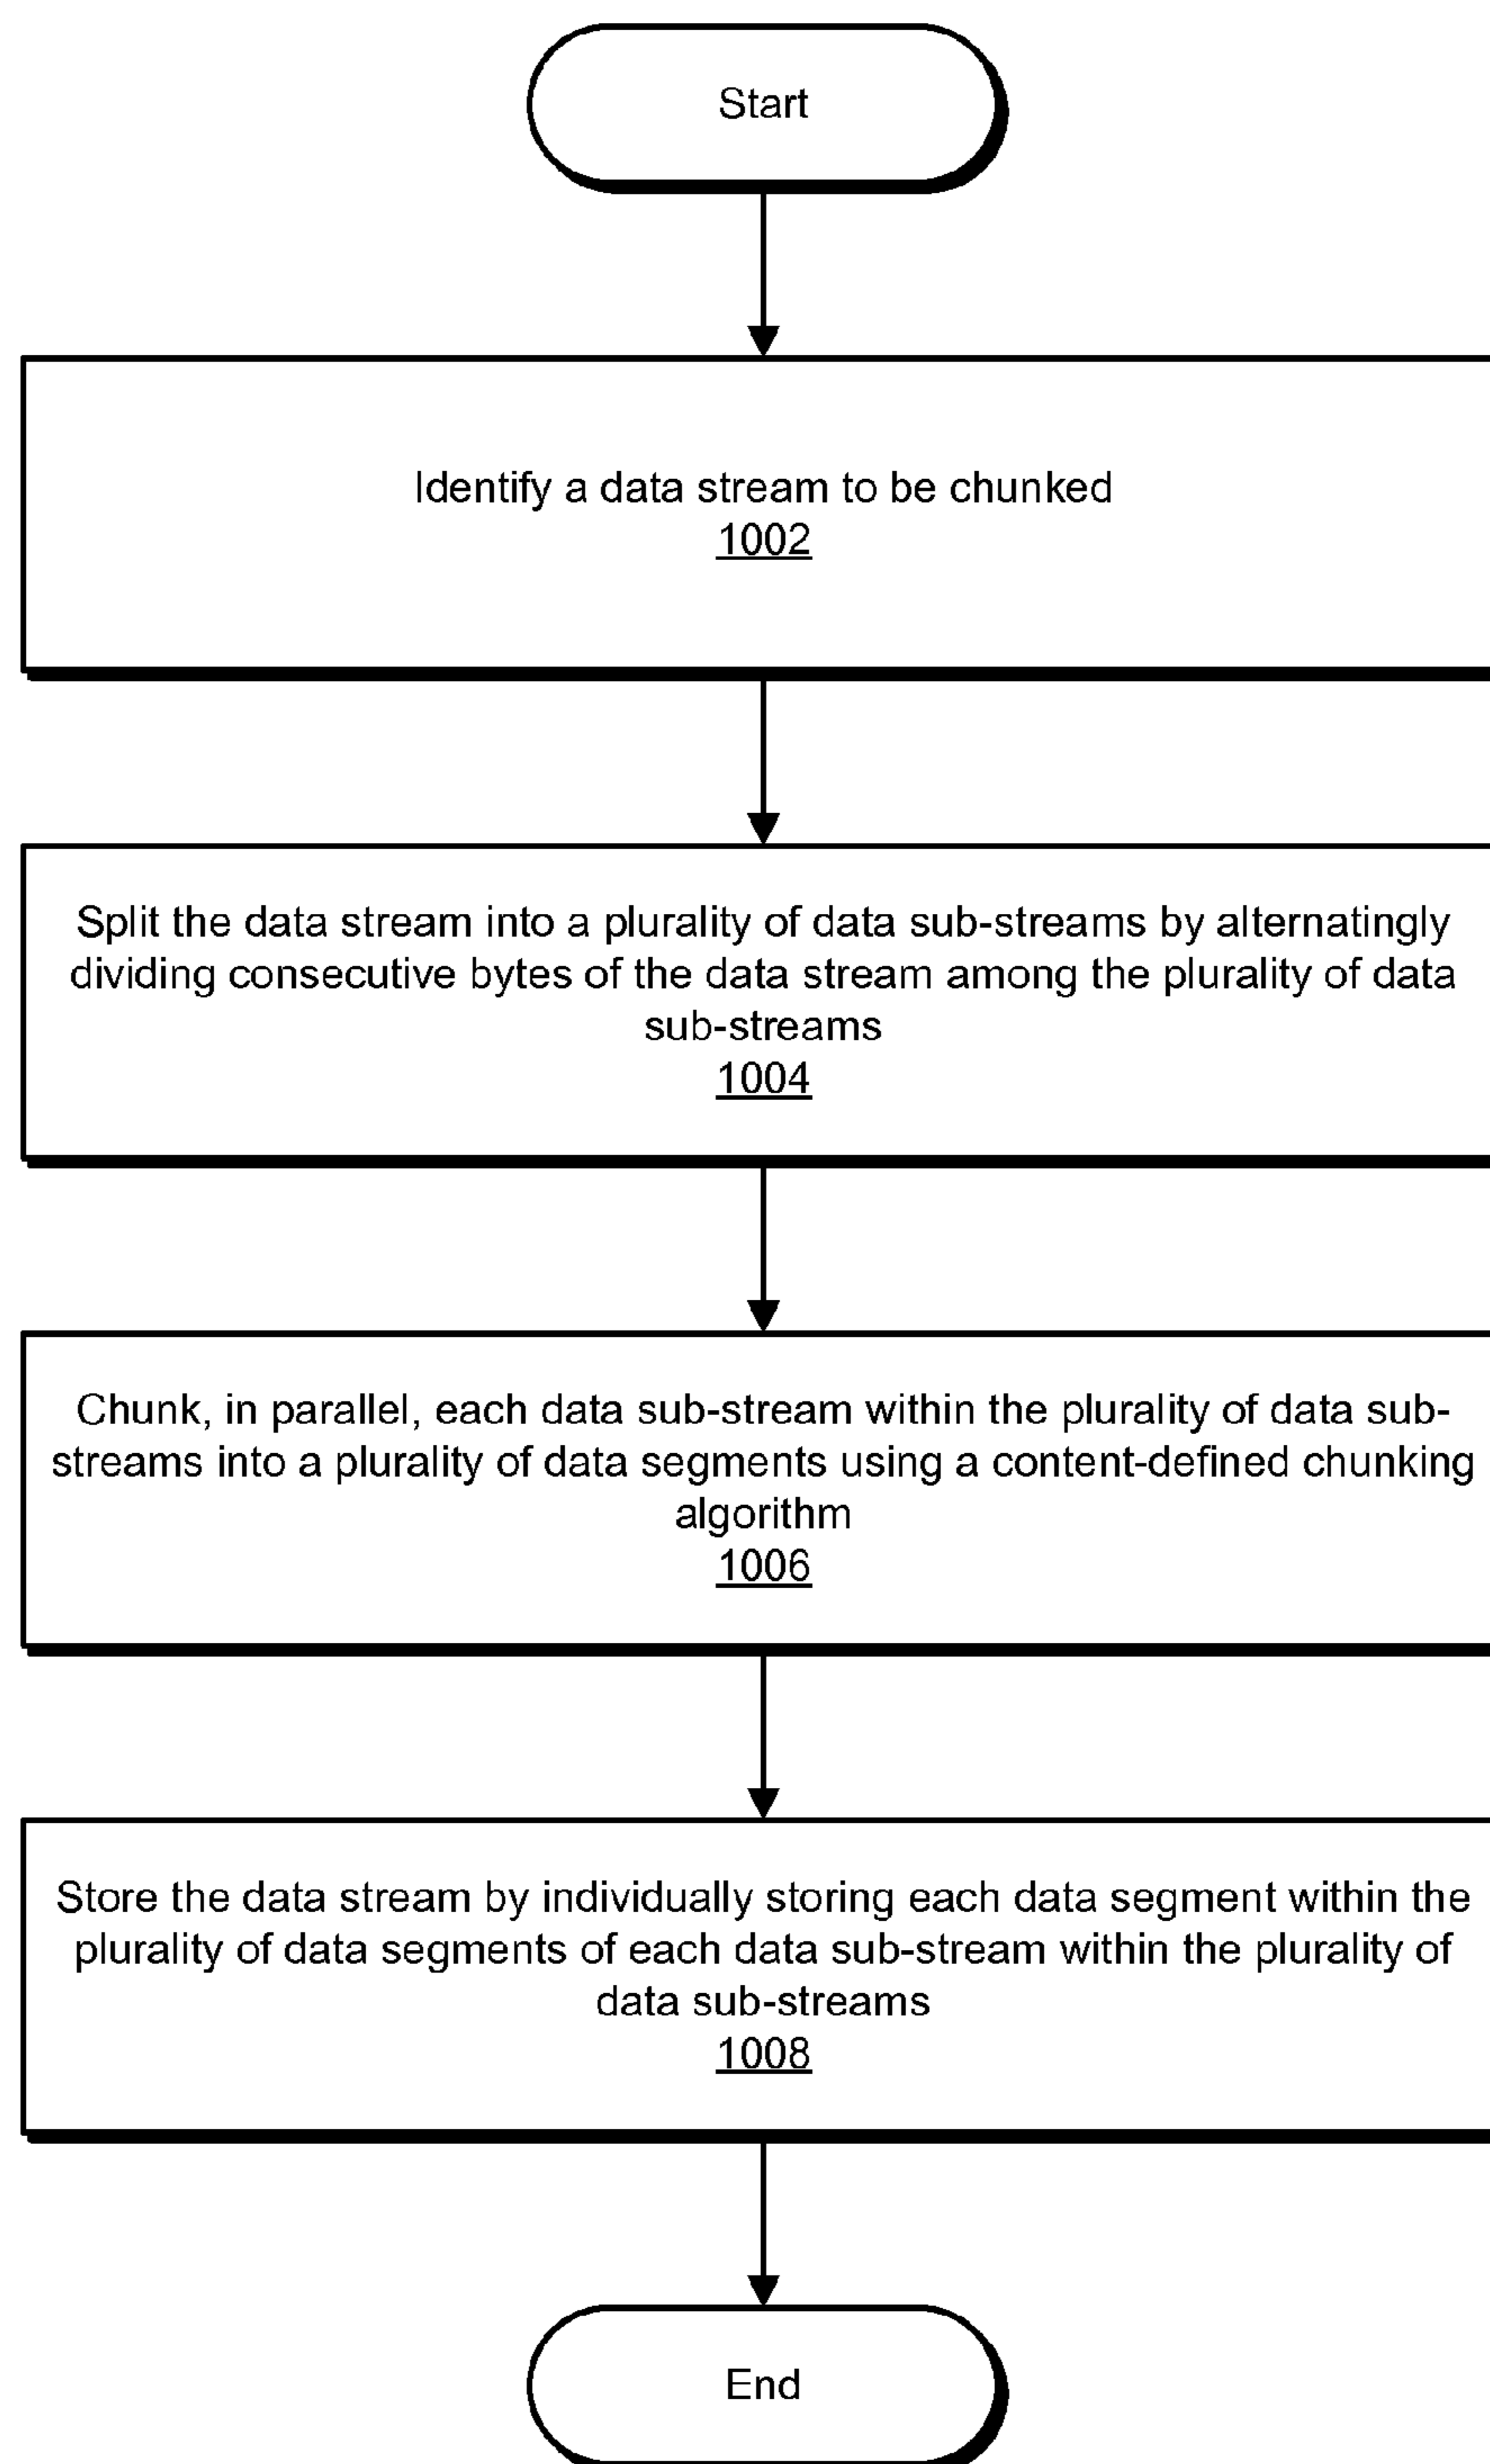 Start
Identify a data stream to be chunked
1002
Split the data stream into a plurality of data sub-streams by alternatingly
dividing consecutive bytes of the data stream among the plurality of data
sub-streams
1004
Chunk, in parallel, each data sub-stream within the plurality of data sub-
streams into a plurality of data segments using a content-defined chunking
algorithm
1006
Store the data stream by individually storing each data segment within the
plurality of data segments of each data sub-stream within the plurality of
data sub-streams
1008
End